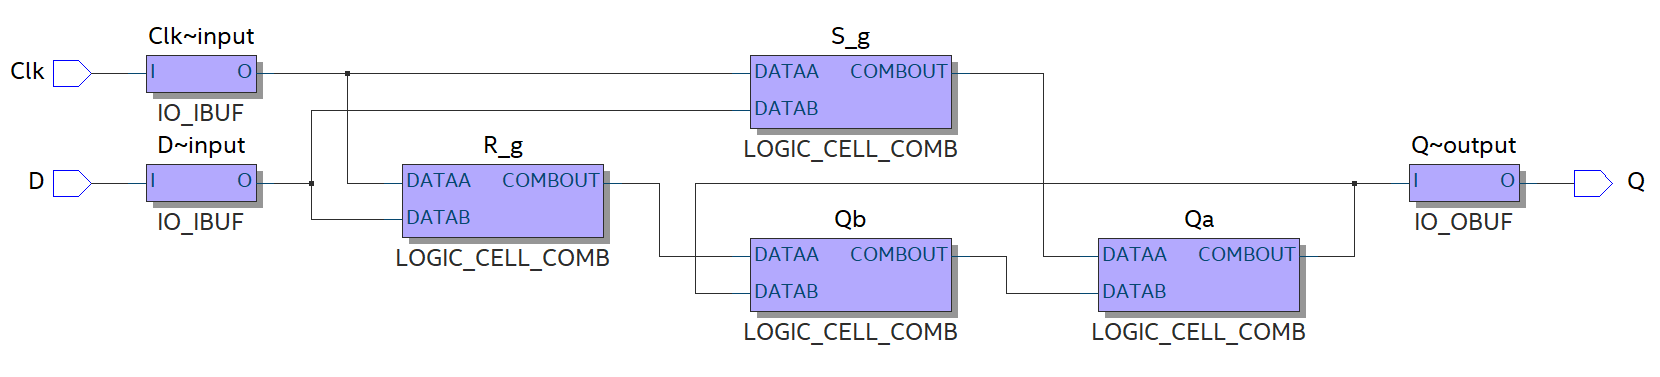 Clk~input
S_g
Clk
I O
DATAA COMBOUT
DATAB
IO_IBUF
D~input
R_g
LOGIC_CELL_COMB
Q~output
D
I O
DATAA COMBOUT
I O
Q
DATAB
IO_IBUF
Qb
Qa
IO_OBUF
LOGIC_CELL_COMB
DATAA COMBOUT
DATAA COMBOUT
DATAB
DATAB
LOGIC_CELL_COMB
LOGIC_CELL_COMB